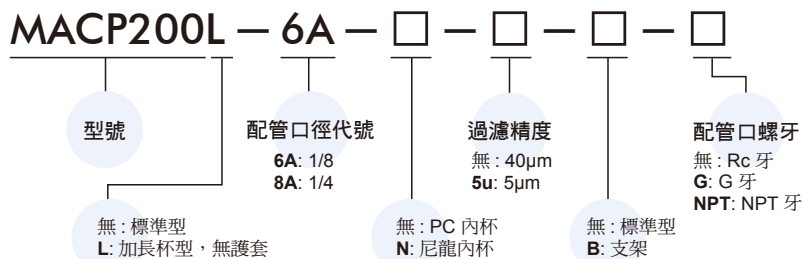 MACP200L – 6A – □ – □ – □ – □
型號
配管口徑代號
6A: 1/8
8A: 1/4
過濾精度
無 : 40µm
5u: 5µm
配管口螺牙
無 : Rc 牙
G: G 牙
NPT: NPT 牙
無 : 標準型
L: 加長杯型，無護套
無 : PC 內杯
N: 尼龍內杯
無 : 標準型
B: 支架